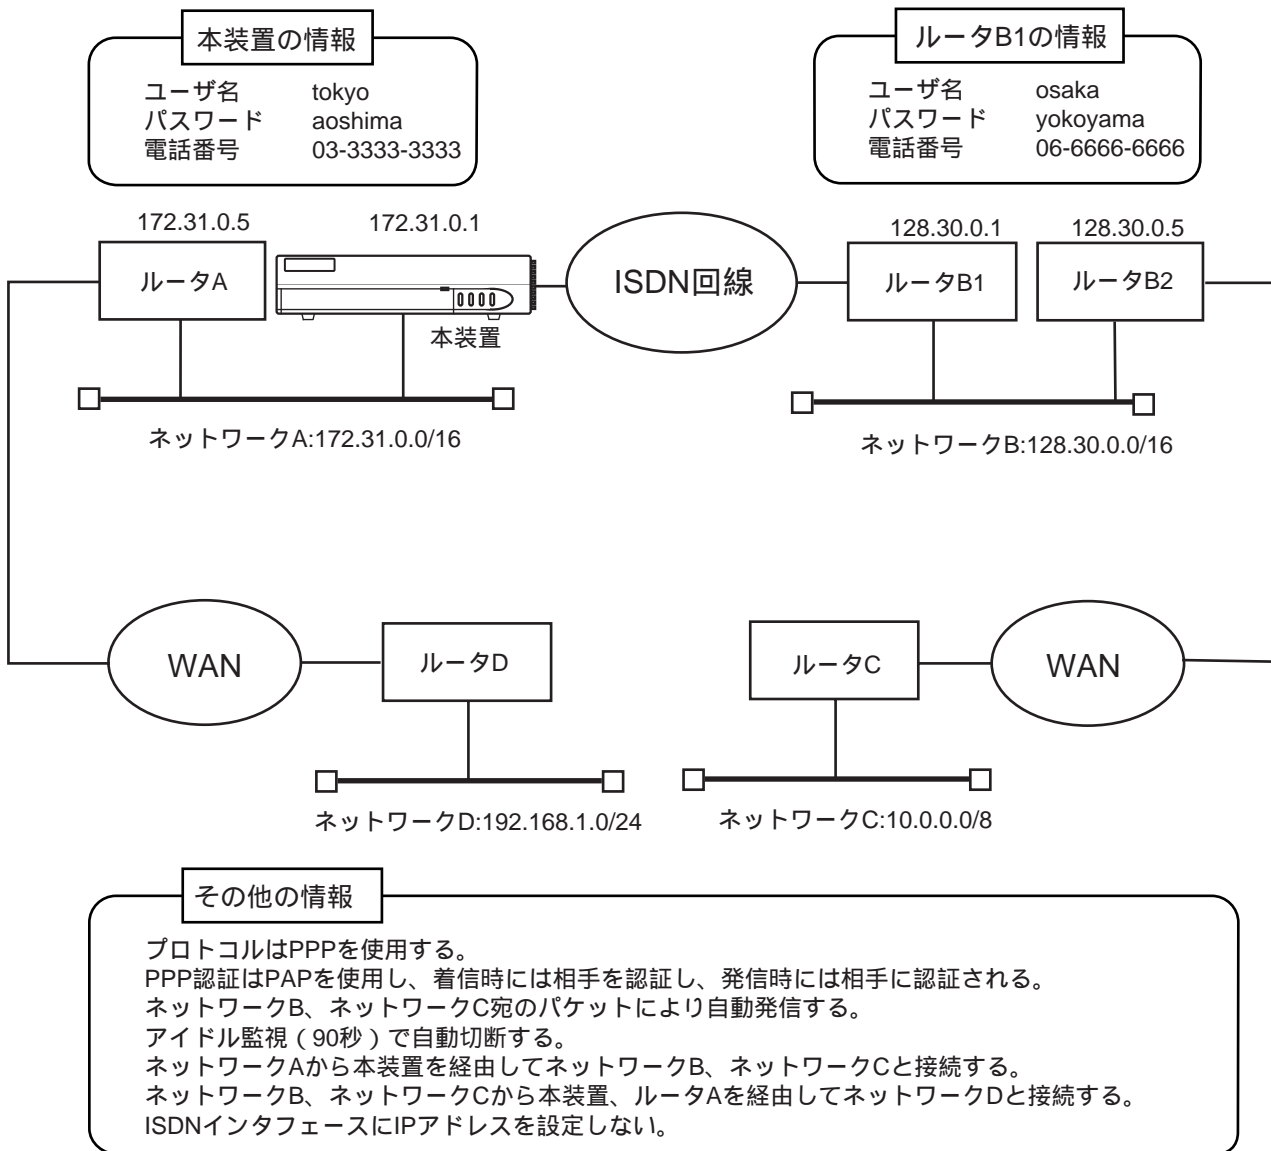 本装置の情報
ユーザ名 tokyo
パスワード aoshima
電話番号 03-3333-3333
ルータB1の情報
ユーザ名 osaka
パスワード yokoyama
電話番号 06-6666-6666
172.31.0.5
172.31.0.1
128.30.0.1
128.30.0.5
ルータA
本装置
ISDN回線
ルータB1
ルータB2
ネットワークA:172.31.0.0/16
ネットワークB:128.30.0.0/16
WAN
ルータD
ルータC
WAN
ネットワークD:192.168.1.0/24
ネットワークC:10.0.0.0/8
その他の情報
プロトコルはPPPを使用する。
PPP認証はPAPを使用し、着信時には相手を認証し、発信時には相手に認証される。
ネットワークB、ネットワークC宛のパケットにより自動発信する。
アイドル監視(90秒)で自動切断する。
ネットワークAから本装置を経由してネットワークB、ネットワークCと接続する。
ネットワークB、ネットワークCから本装置、ルータAを経由してネットワークDと接続する。
ISDNインタフェースにIPアドレスを設定しない。